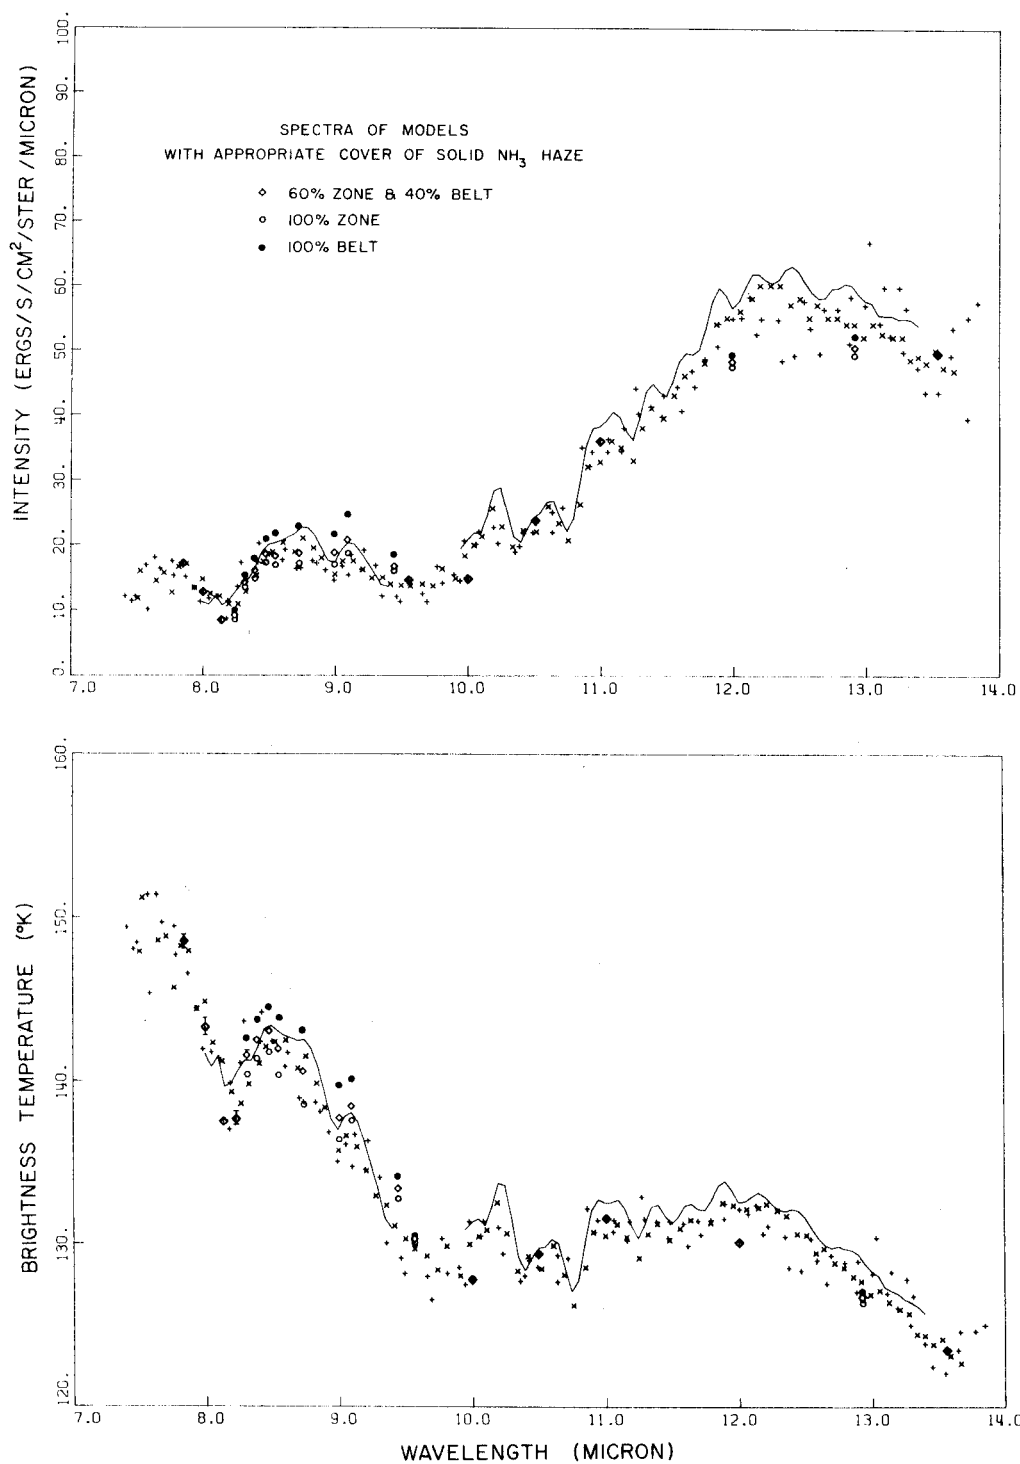 100.
90.
80.
70.
60.
50.
40.
30.
20.
10.
0.
INTENSITY (ERGS/S/CM²/STER/MICRON)
SPECTRA OF MODELS
WITH APPROPRIATE COVER OF SOLID NH₃ HAZE
60% ZONE & 40% BELT
100% ZONE
100% BELT
7.0 8.0 9.0 10.0 11.0 12.0 13.0 14.0
160.
150.
140.
130.
120.
BRIGHTNESS TEMPERATURE (°K)
7.0 8.0 9.0 10.0 11.0 12.0 13.0 14.0
WAVELENGTH (MICRON)